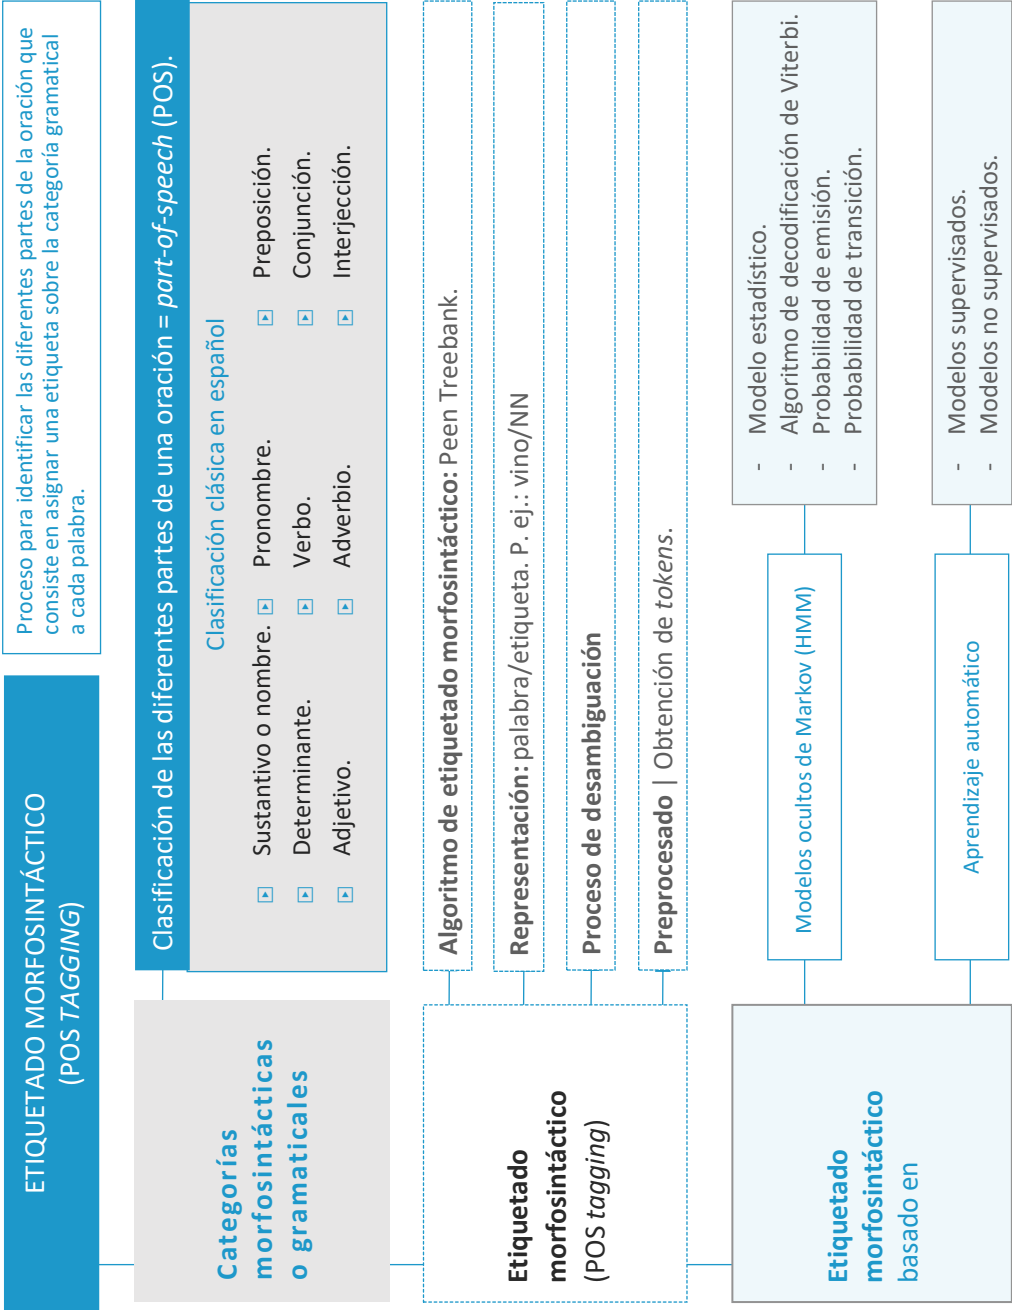 ETIQUETADO MORFOSINTÁCTICO
(POS TAGGING)
Proceso para identificar las diferentes partes de la oración que
consiste en asignar una etiqueta sobre la categoría gramatical
a cada palabra.
Categorías
morfosintácticas
o gramaticales
Clasificación de las diferentes partes de una oración = part-of-speech (POS).
Clasificación clásica en español
Sustantivo o nombre.
Determinante.
Adjetivo.
Pronombre.
Verbo.
Adverbio.
Preposición.
Conjunción.
Interjección.
Etiquetado
morfosintáctico
(POS tagging)
Algoritmo de etiquetado morfosintáctico: Peen Treebank.
Representación: palabra/etiqueta. P. ej.: vino/NN
Proceso de desambiguación
Preprocesado | Obtención de tokens.
Etiquetado
morfosintáctico
basado en
Modelos ocultos de Markov (HMM)
- Modelo estadístico.
- Algoritmo de decodificación de Viterbi.
- Probabilidad de emisión.
- Probabilidad de transición.
Aprendizaje automático
- Modelos supervisados.
- Modelos no supervisados.